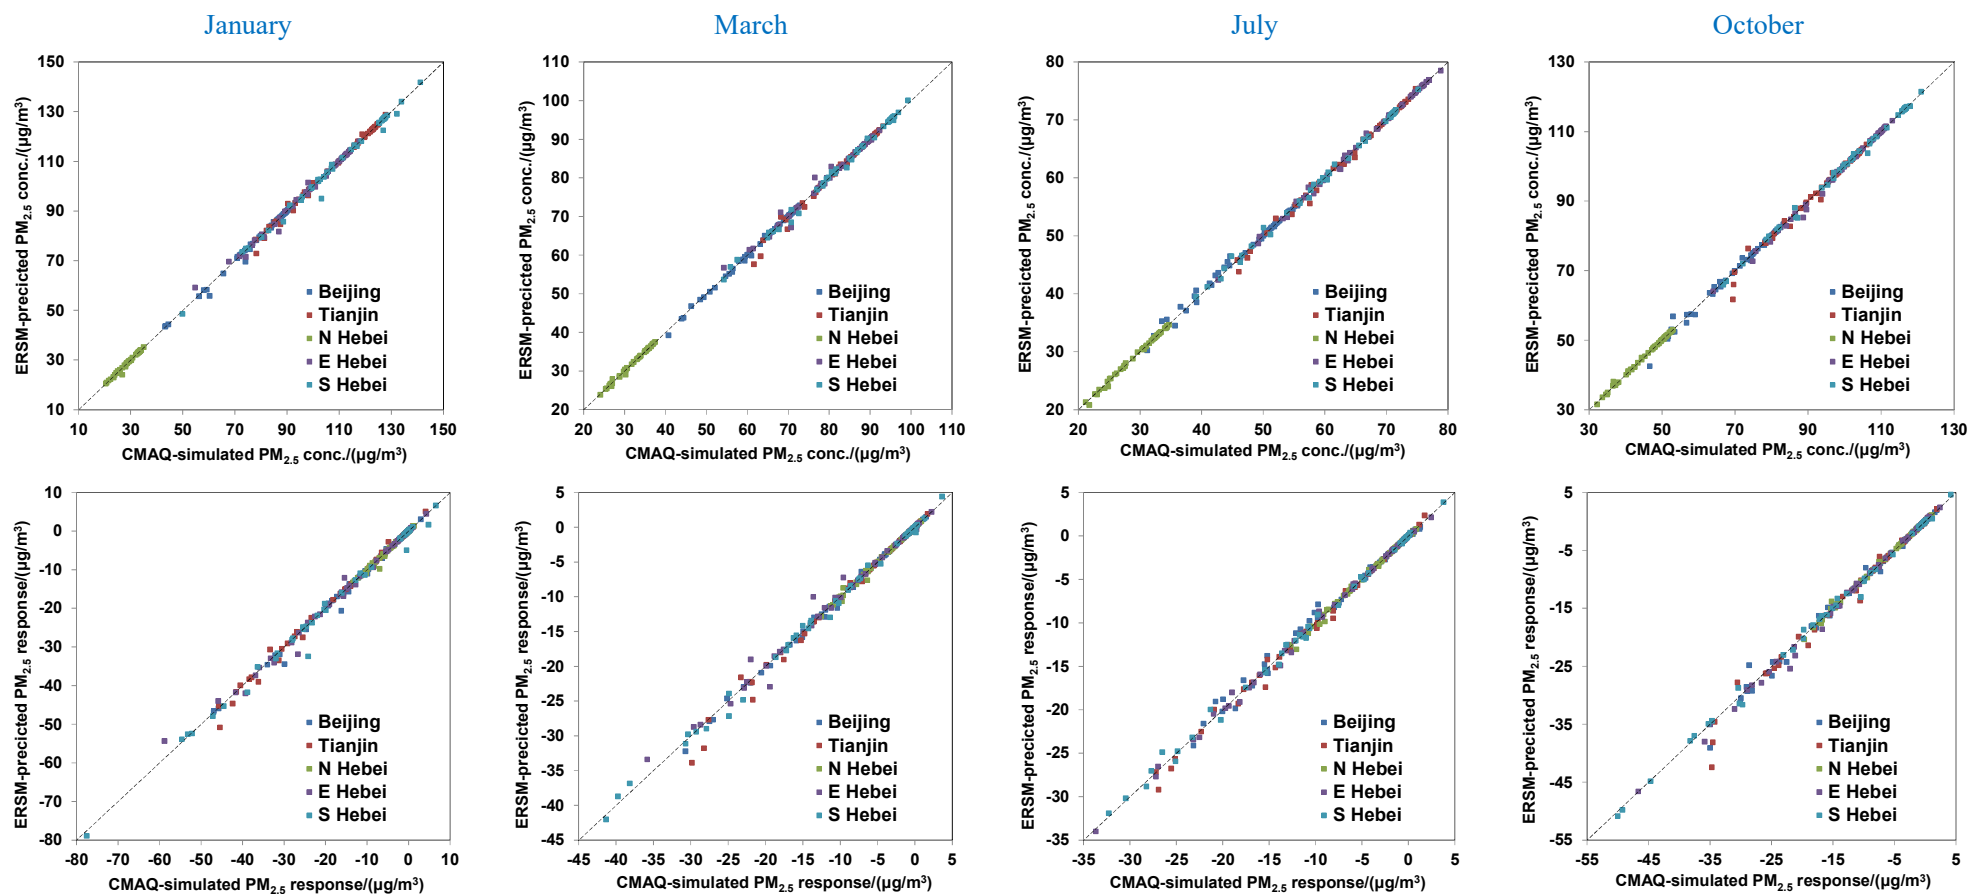 January
March
July
October
ERSM-precicted PM2.5 conc./(μg/m³)
150
130
110
90
70
50
30
10
10 30 50 70 90 110 130 150
CMAQ-simulated PM2.5 conc./(μg/m³)
Beijing
Tianjin
N Hebei
E Hebei
S Hebei
ERSM-precicted PM2.5 conc./(μg/m³)
110
100
90
80
70
60
50
40
30
20
20 30 40 50 60 70 80 90 100 110
CMAQ-simulated PM2.5 conc./(μg/m³)
Beijing
Tianjin
N Hebei
E Hebei
S Hebei
ERSM-precicted PM2.5 conc./(μg/m³)
80
70
60
50
40
30
20
20 30 40 50 60 70 80
CMAQ-simulated PM2.5 conc./(μg/m³)
Beijing
Tianjin
N Hebei
E Hebei
S Hebei
ERSM-precicted PM2.5 conc./(μg/m³)
130
110
90
70
50
30
30 50 70 90 110 130
CMAQ-simulated PM2.5 conc./(μg/m³)
Beijing
Tianjin
N Hebei
E Hebei
S Hebei
ERSM-precicted PM2.5 response/(μg/m³)
10
0
-10
-20
-30
-40
-50
-60
-70
-80
-80 -70 -60 -50 -40 -30 -20 -10 0 10
CMAQ-simulated PM2.5 response/(μg/m³)
Beijing
Tianjin
N Hebei
E Hebei
S Hebei
ERSM-precicted PM2.5 response/(μg/m³)
5
0
-5
-10
-15
-20
-25
-30
-35
-40
-45
-45 -40 -35 -30 -25 -20 -15 -10 -5 0 5
CMAQ-simulated PM2.5 response/(μg/m³)
Beijing
Tianjin
N Hebei
E Hebei
S Hebei
ERSM-precicted PM2.5 response/(μg/m³)
5
0
-5
-10
-15
-20
-25
-30
-35
-35 -30 -25 -20 -15 -10 -5 0 5
CMAQ-simulated PM2.5 response/(μg/m³)
Beijing
Tianjin
N Hebei
E Hebei
S Hebei
ERSM-precicted PM2.5 response/(μg/m³)
5
-5
-15
-25
-35
-45
-55
-55 -45 -35 -25 -15 -5 5
CMAQ-simulated PM2.5 response/(μg/m³)
Beijing
Tianjin
N Hebei
E Hebei
S Hebei